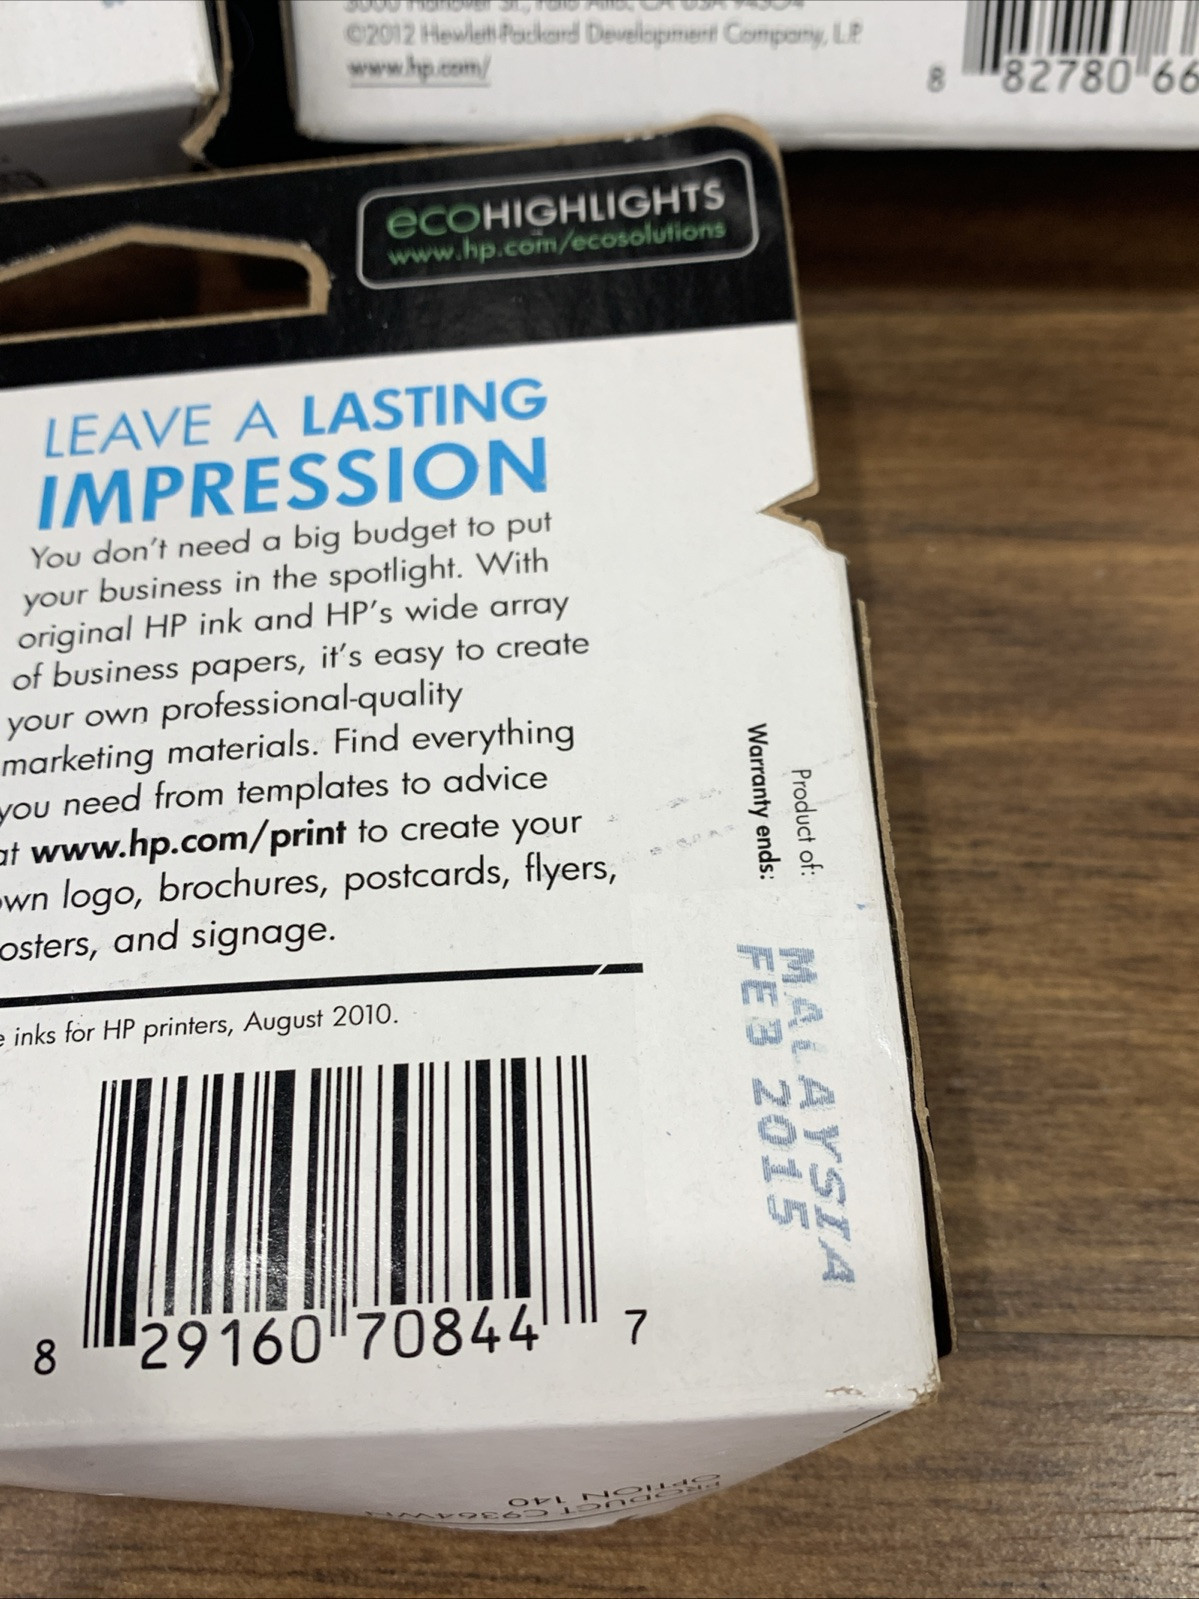 ©2012 Hewlett-Packard Development Company, L.P.
www.hp.com/
8 82780 66
ecoHIGHLIGHTS
www.hp.com/ecosolutions
LEAVE A LASTING
IMPRESSION
You don't need a big budget to put
your business in the spotlight. With
original HP ink and HP's wide array
of business papers, it's easy to create
your own professional-quality
marketing materials. Find everything
you need from templates to advice
at www.hp.com/print to create your
own logo, brochures, postcards, flyers,
osters, and signage.
inks for HP printers, August 2010.
8 29160 70844 7
Product of: MALAYSIA
Warranty ends: FEB 2015
OPTION 140